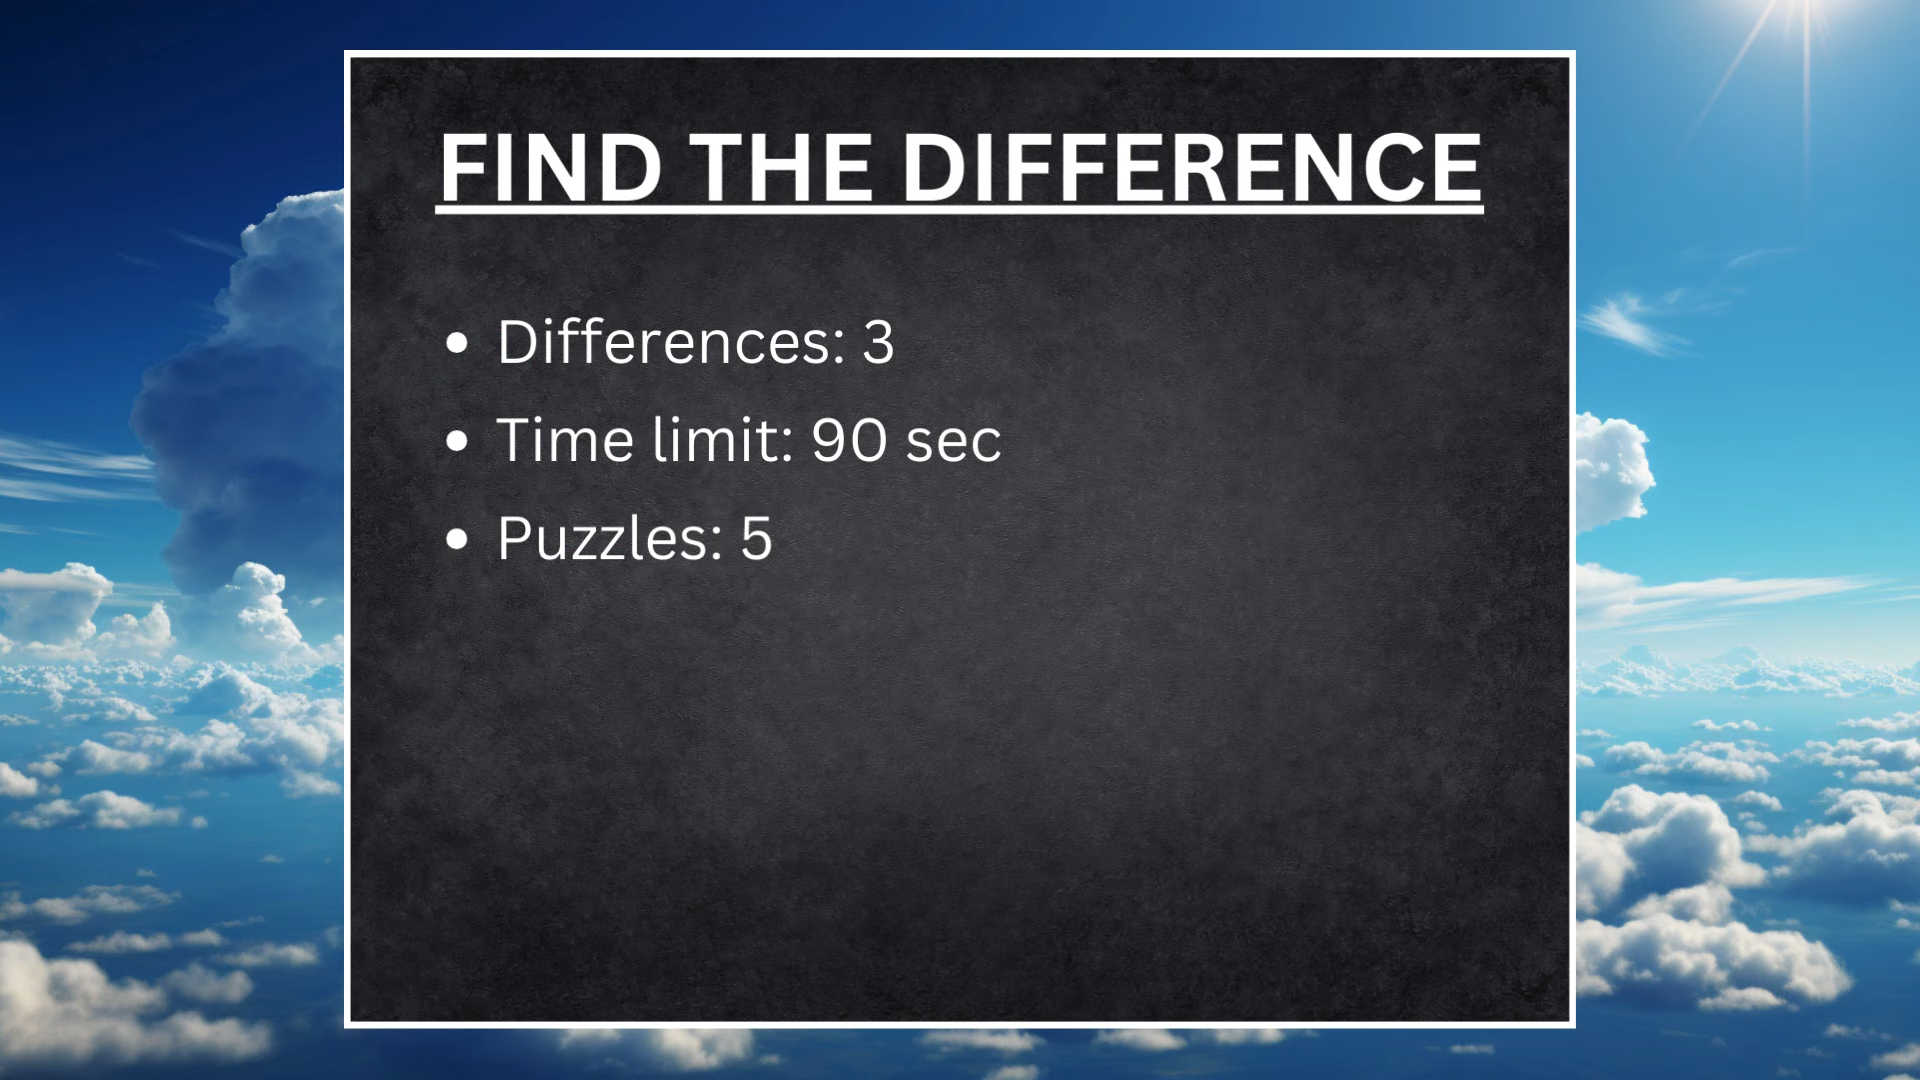 FIND THE DIFFERENCE
• Differences: 3
• Time limit: 90 sec
• Puzzles: 5